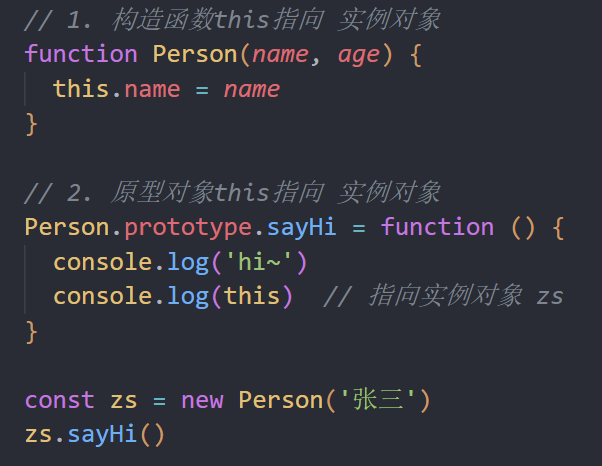 // 1. 构造函数this指向 实例对象
function Person(name, age) {
  this.name = name
}
// 2. 原型对象this指向 实例对象
Person.prototype.sayHi = function () {
  console.log('hi~')
  console.log(this)  // 指向实例对象 zs
}
const zs = new Person('张三')
zs.sayHi()